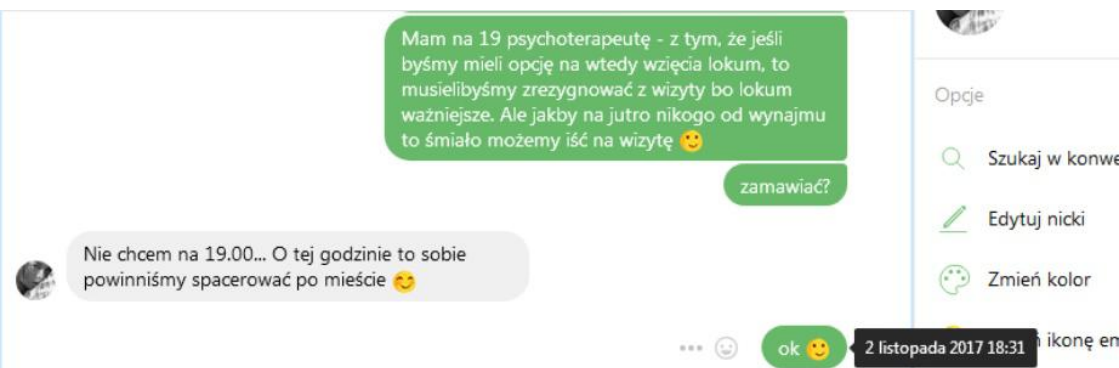 Mam na 19 psychoterapeutę - z tym, że jeśli
byśmy mieli opcję na wtedy wzięcia lokum, to
musielibyśmy zrezygnować z wizyty bo lokum
ważniejsze. Ale jakby na jutro nikogo od wynajmu
to śmiało możemy iść na wizytę 🙂
zamawiać?
Nie chcem na 19.00... O tej godzinie to sobie
powinniśmy spacerować po mieście 😊
ok 🙂
2 listopada 2017 18:31
Opcje
Szukaj w konwe
Edytuj nicki
Zmień kolor
ń ikonę em